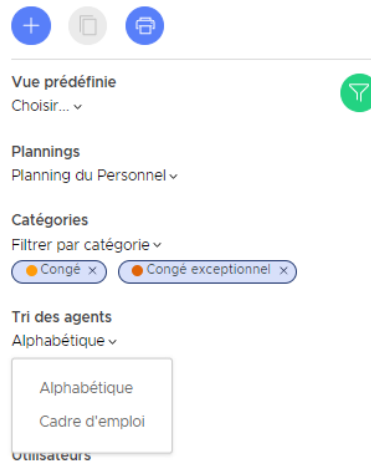 Vue prédéfinie
Choisir...
Plannings
Planning du Personnel
Catégories
Filtrer par catégorie
Congé × Congé exceptionnel ×
Tri des agents
Alphabétique
Alphabétique
Cadre d'emploi
Utilisateurs